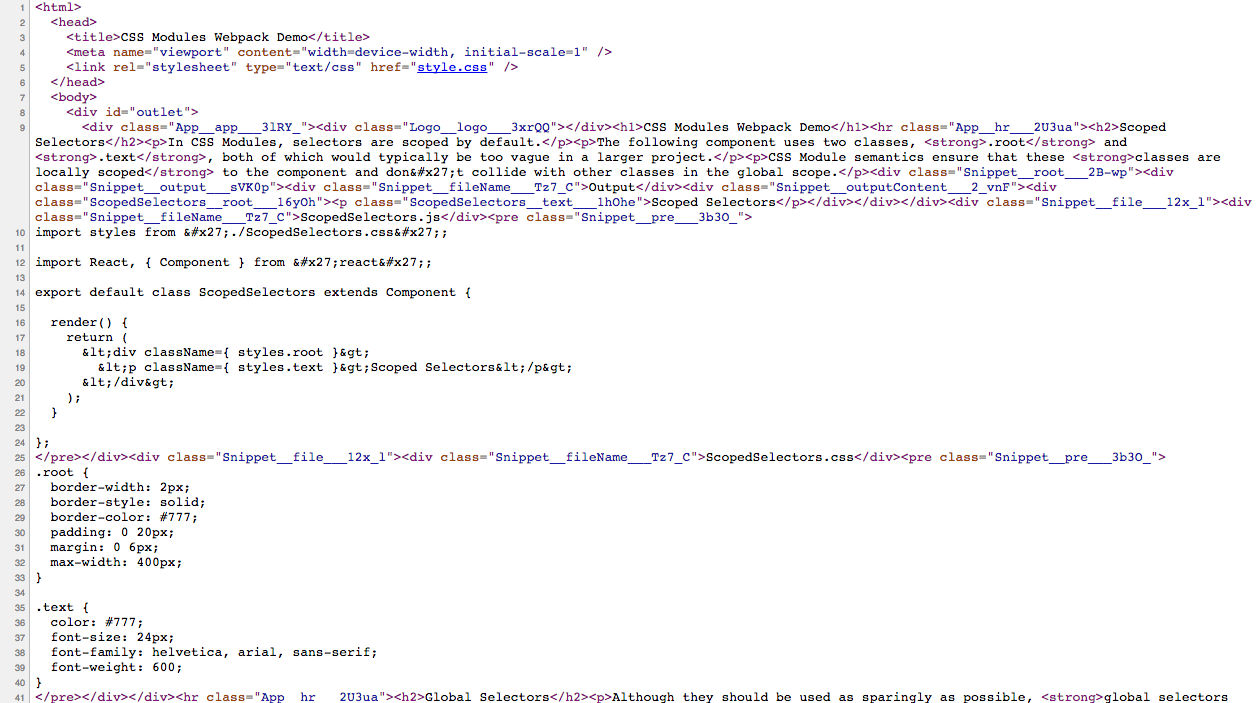 1 <html>
2 <head>
3 <title>CSS Modules Webpack Demo</title>
4 <meta name="viewport" content="width=device-width, initial-scale=1" />
5 <link rel="stylesheet" type="text/css" href="style.css" />
6 </head>
7 <body>
8 <div id="outlet">
9 <div class="App__app___3lRY_"><div class="Logo__logo___3xrQQ"></div><h1>CSS Modules Webpack Demo</h1><hr class="App__hr___2U3ua"><h2>Scoped
Selectors</h2><p>In CSS Modules, selectors are scoped by default.</p><p>The following component uses two classes, <strong>.root</strong> and
<strong>.text</strong>, both of which would typically be too vague in a larger project.</p><p>CSS Module semantics ensure that these <strong>classes are
locally scoped</strong> to the component and don&#x27;t collide with other classes in the global scope.</p><div class="Snippet__root___2B-wp"><div
class="Snippet__output___sVK0p"><div class="Snippet__fileName___Tz7_C">Output</div><div class="Snippet__outputContent___2_vnF"><div
class="ScopedSelectors__root___16yOh"><p class="ScopedSelectors__text___1hOhe">Scoped Selectors</p></div></div></div><div class="Snippet__file___12x_l"><div
class="Snippet__fileName___Tz7_C">ScopedSelectors.js</div><pre class="Snippet__pre___3b3O_">
10 import styles from &#x27;./ScopedSelectors.css&#x27;;
11
12 import React, { Component } from &#x27;react&#x27;;
13
14 export default class ScopedSelectors extends Component {
15
16 render() {
17 return (
18 &lt;div className={ styles.root }&gt;
19 &lt;p className={ styles.text }&gt;Scoped Selectors&lt;/p&gt;
20 &lt;/div&gt;
21 );
22 }
23
24 };
25 </pre></div><div class="Snippet__file___12x_l"><div class="Snippet__fileName___Tz7_C">ScopedSelectors.css</div><pre class="Snippet__pre___3b3O_">
26 .root {
27 border-width: 2px;
28 border-style: solid;
29 border-color: #777;
30 padding: 0 20px;
31 margin: 0 6px;
32 max-width: 400px;
33 }
34
35 .text {
36 color: #777;
37 font-size: 24px;
38 font-family: helvetica, arial, sans-serif;
39 font-weight: 600;
40 }
41 </pre></div></div><hr class="App__hr___2U3ua"><h2>Global Selectors</h2><p>Although they should be used as sparingly as possible, <strong>global selectors